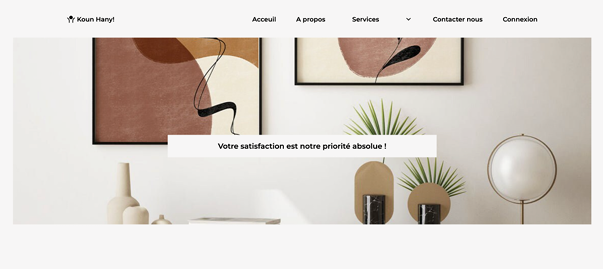 Koun Hany!
Acceuil A propos Services Contacter nous Connexion
Votre satisfaction est notre priorité absolue !